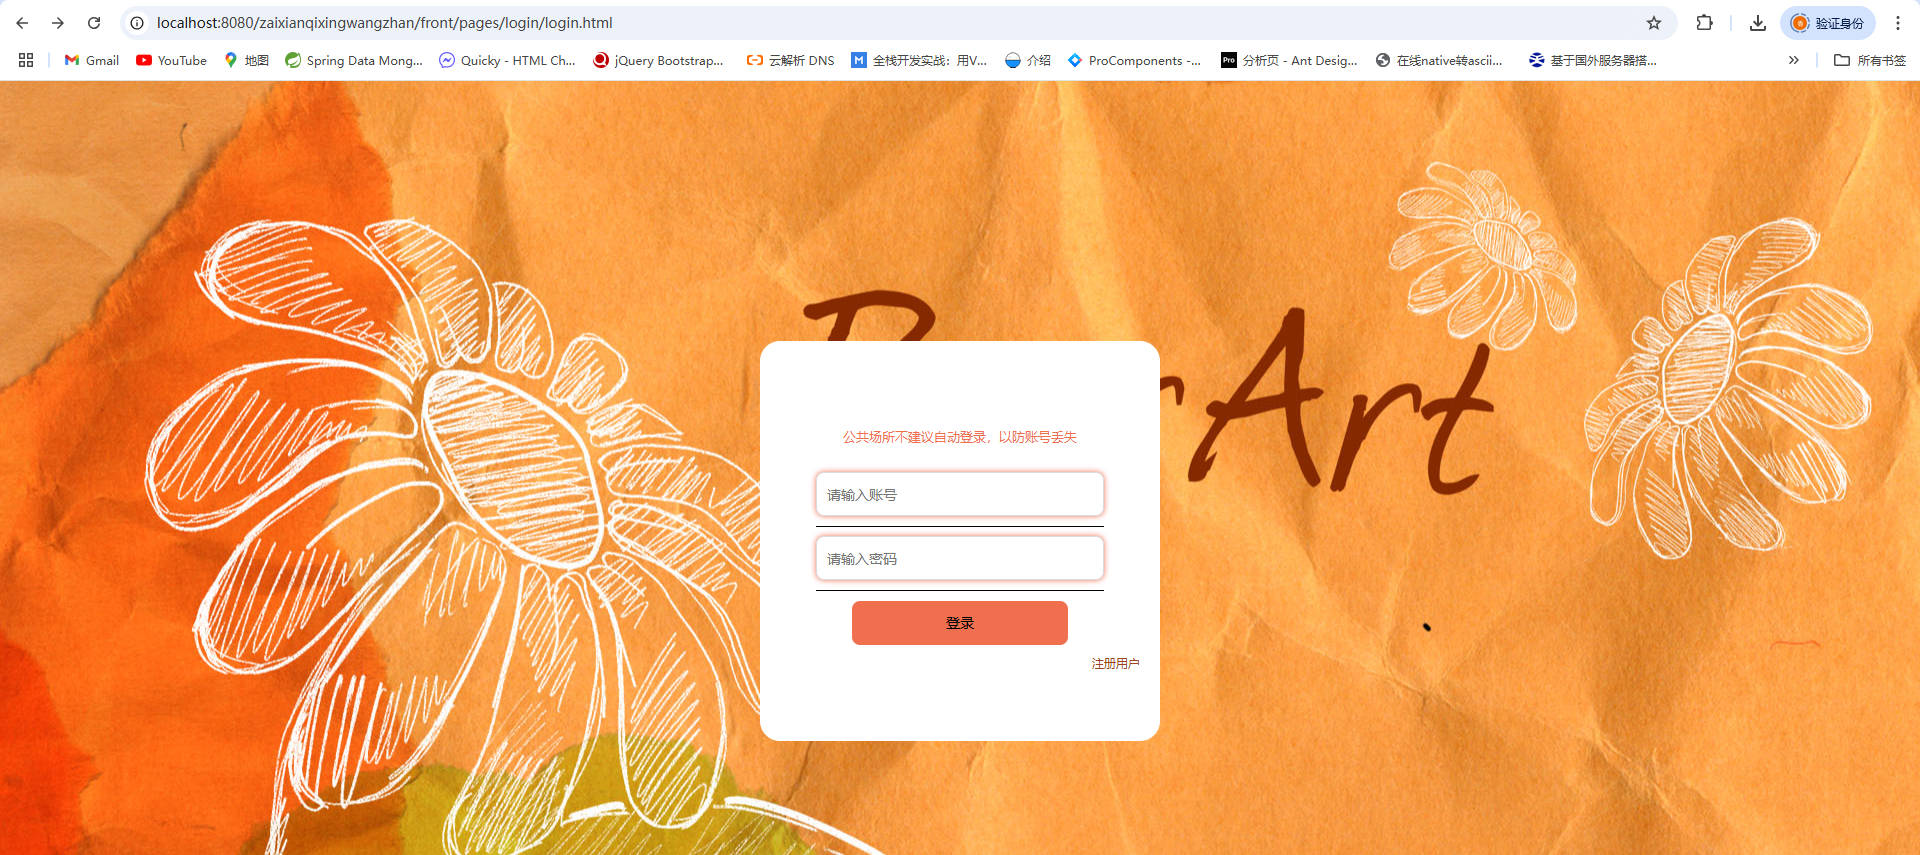 localhost:8080/zaixianqixingwangzhan/front/pages/login/login.html
验证身份
Gmail
YouTube
地图
Spring Data Mong...
Quicky - HTML Ch...
jQuery Bootstrap...
云解析 DNS
全栈开发实战：用V...
介绍
ProComponents -...
Pro
分析页 - Ant Desig...
在线native转ascii...
基于国外服务器搭...
所有书签
公共场所不建议自动登录，以防账号丢失
请输入账号
请输入密码
登录
注册用户
Art